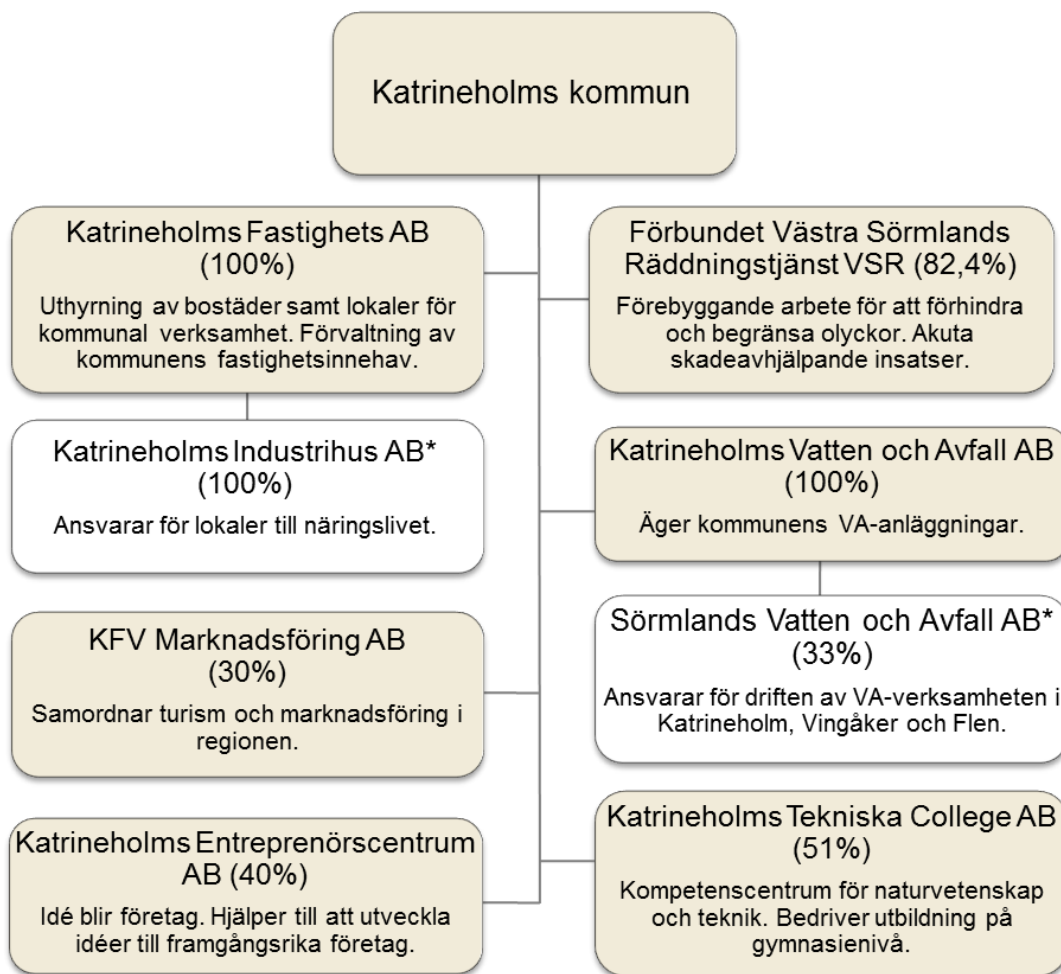 Katrineholms kommun
Katrineholms Fastighets AB
(100%)
Uthyrning av bostäder samt lokaler för
kommunal verksamhet. Förvaltning av
kommunens fastighetsinnehav.
Förbundet Västra Sörmlands
Räddningstjänst VSR (82,4%)
Förebyggande arbete för att förhindra
och begränsa olyckor. Akuta
skadeavhjälpande insatser.
Katrineholms Industrihus AB*
(100%)
Ansvarar för lokaler till näringslivet.
Katrineholms Vatten och Avfall AB
(100%)
Äger kommunens VA-anläggningar.
KFV Marknadsföring AB
(30%)
Samordnar turism och marknadsföring i
regionen.
Sörmlands Vatten och Avfall AB*
(33%)
Ansvarar för driften av VA-verksamheten i
Katrineholm, Vingåker och Flen.
Katrineholms Entreprenörscentrum
AB (40%)
Idé blir företag. Hjälper till att utveckla
idéer till framgångsrika företag.
Katrineholms Tekniska College AB
(51%)
Kompetenscentrum för naturvetenskap
och teknik. Bedriver utbildning på
gymnasienivå.